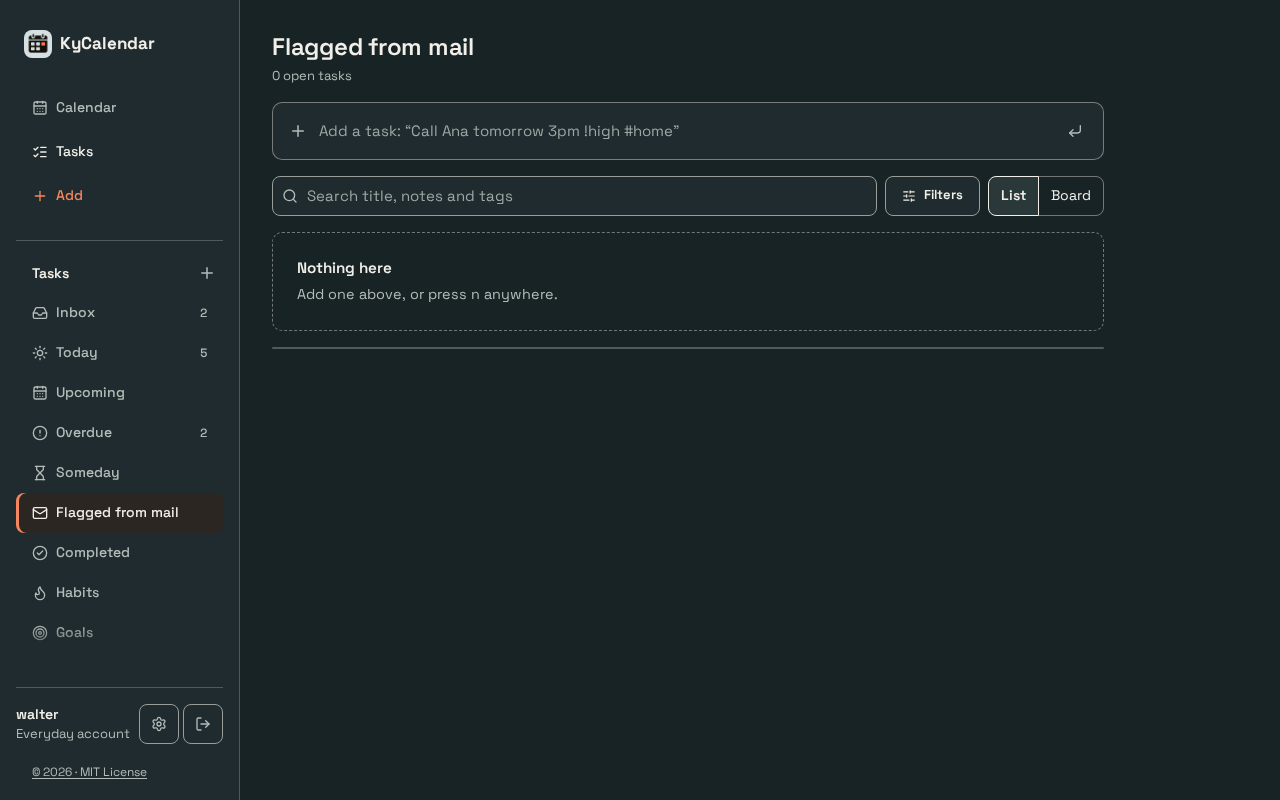 KyCalendar
Calendar
Tasks
Add
Tasks
Inbox 2
Today 5
Upcoming
Overdue 2
Someday
Flagged from mail
Completed
Habits
Goals
walter
Everyday account
© 2026 · MIT License
Flagged from mail
0 open tasks
Add a task: “Call Ana tomorrow 3pm !high #home”
Search title, notes and tags
Filters
List
Board
Nothing here
Add one above, or press n anywhere.